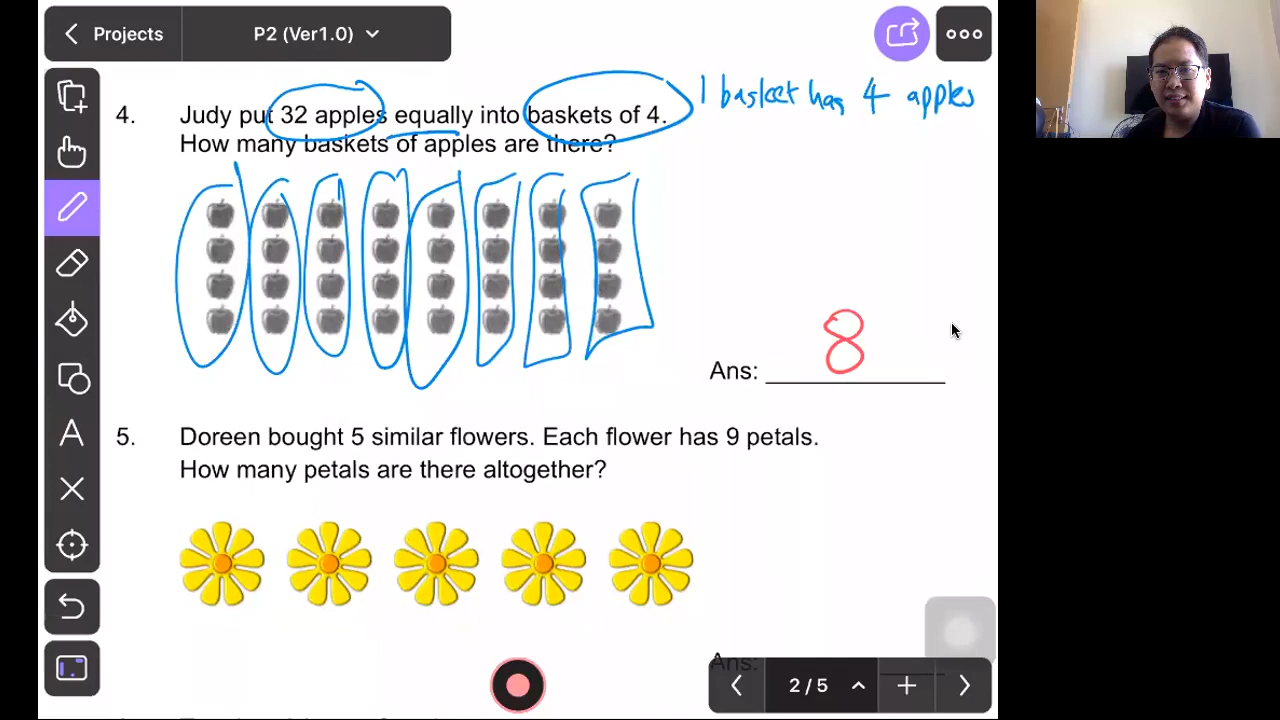 Projects
P2 (Ver1.0)
4. Judy put 32 apples equally into baskets of 4.
How many baskets of apples are there?
1 basket has 4 apples
Ans: 8
5. Doreen bought 5 similar flowers. Each flower has 9 petals.
How many petals are there altogether?
Ans:
2 / 5